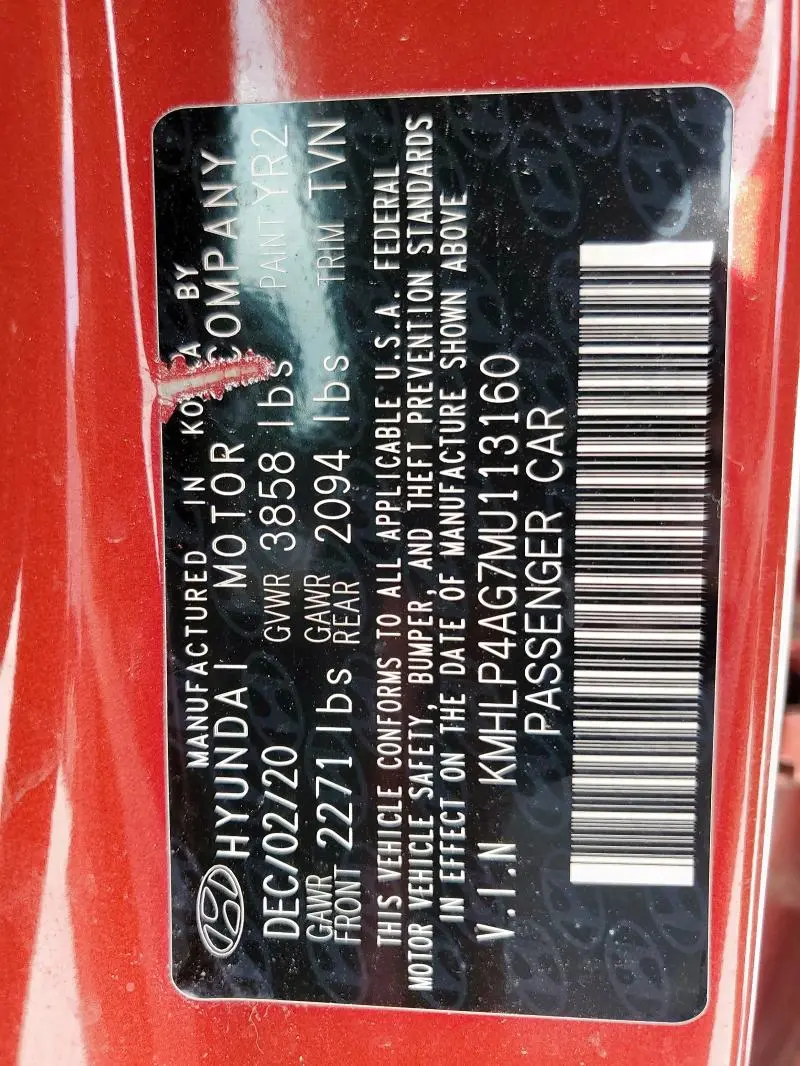 MANUFACTURED IN KO A BY
HYUNDAI MOTOR COMPANY
DEC/02/20 GVWR 3858 lbs PAINT YR2
GAWR FRONT 2271 lbs GAWR REAR 2094 lbs TRIM TVN
THIS VEHICLE CONFORMS TO ALL APPLICABLE U.S.A. FEDERAL
MOTOR VEHICLE SAFETY, BUMPER, AND THEFT PREVENTION STANDARDS
IN EFFECT ON THE DATE OF MANUFACTURE SHOWN ABOVE
V.I.N KMHLP4AG7MU113160
PASSENGER CAR